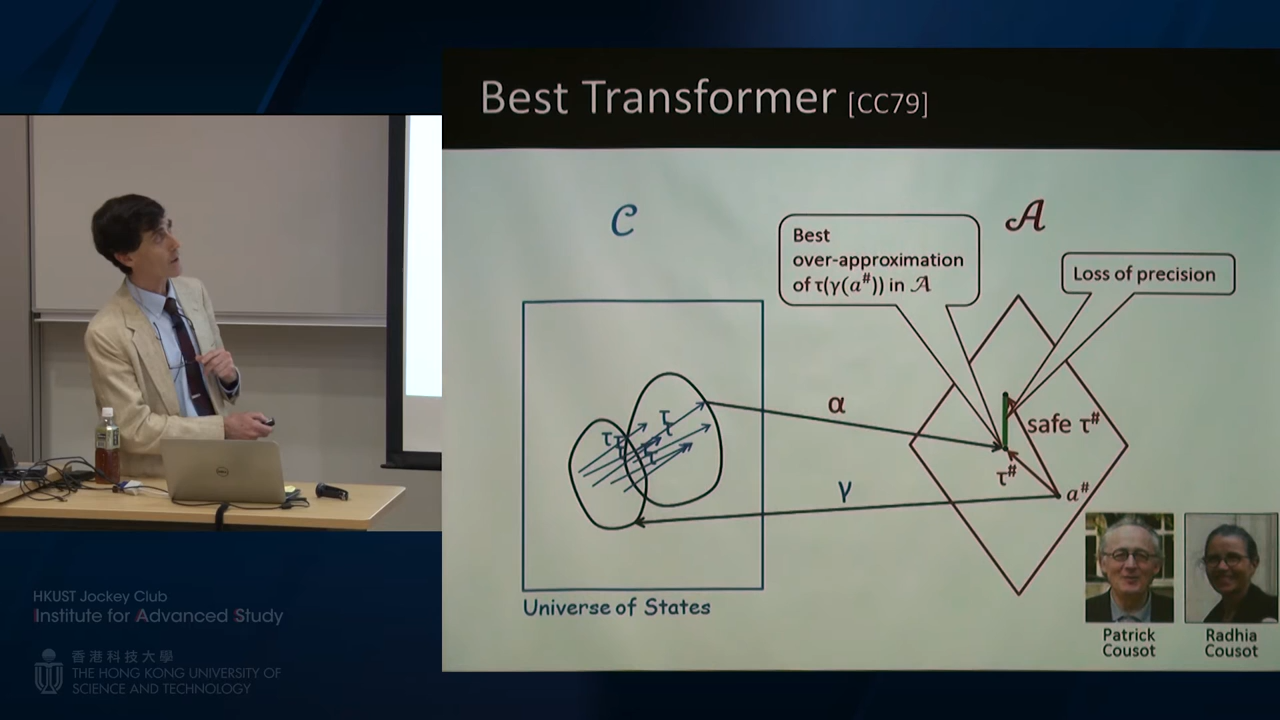 Best Transformer [CC79]
𝒞
𝒜
Best
over-approximation
of τ(γ(a#)) in 𝒜
Loss of precision
τ
τ
τ
τ
τ
τ
α
safe τ#
τ#
γ
a#
Universe of States
Patrick
Cousot
Radhia
Cousot
DELL
HKUST Jockey Club
Institute for Advanced Study
香港科技大學
THE HONG KONG UNIVERSITY OF
SCIENCE AND TECHNOLOGY